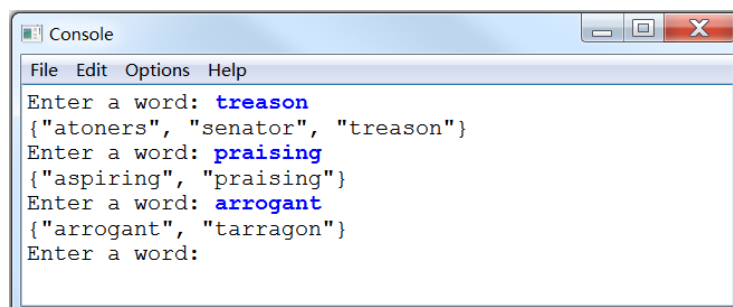 Console
File Edit Options Help
Enter a word: treason
{"atoners", "senator", "treason"}
Enter a word: praising
{"aspiring", "praising"}
Enter a word: arrogant
{"arrogant", "tarragon"}
Enter a word: